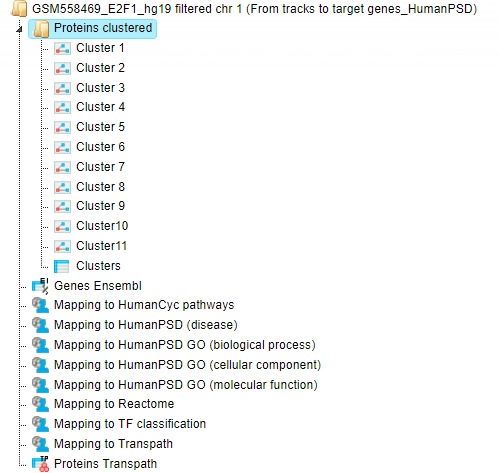 GSM558469_E2F1_hg19 filtered chr 1 (From tracks to target genes_HumanPSD)
Proteins clustered
Cluster 1
Cluster 2
Cluster 3
Cluster 4
Cluster 5
Cluster 6
Cluster 7
Cluster 8
Cluster 9
Cluster10
Cluster11
Clusters
Genes Ensembl
Mapping to HumanCyc pathways
Mapping to HumanPSD (disease)
Mapping to HumanPSD GO (biological process)
Mapping to HumanPSD GO (cellular component)
Mapping to HumanPSD GO (molecular function)
Mapping to Reactome
Mapping to TF classification
Mapping to Transpath
Proteins Transpath